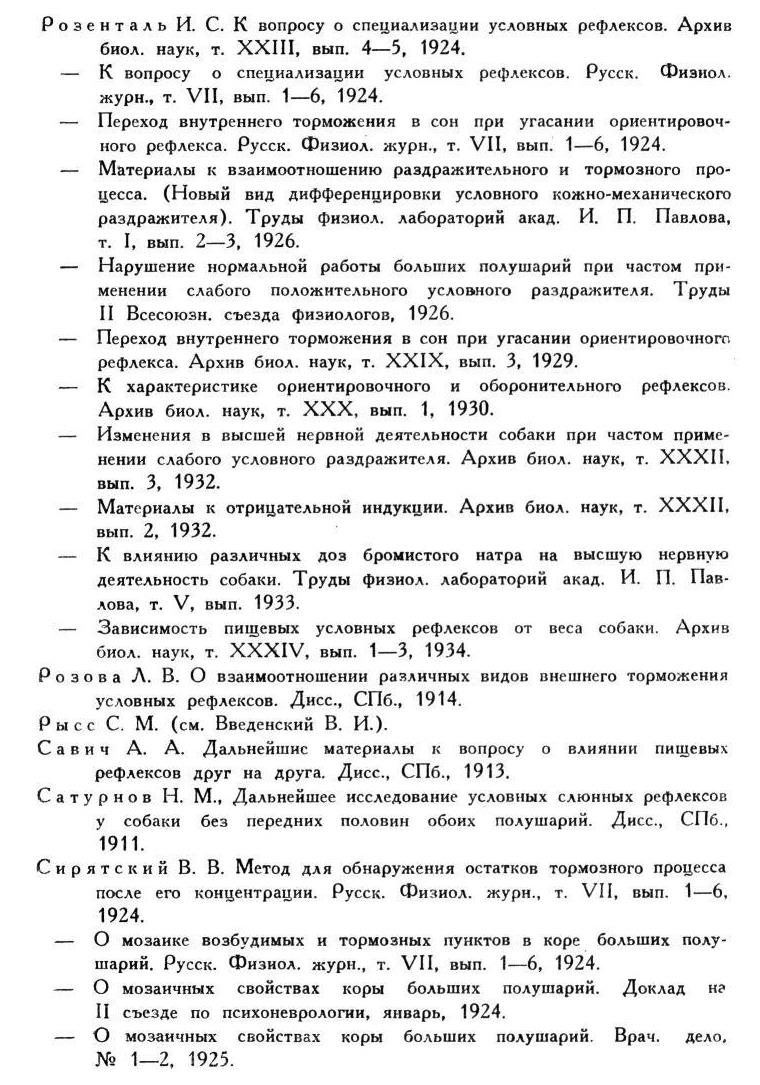 Розенталь И. С. К вопросу о специализации условных рефлексов. Архив
биол. наук, т. XXIII, вып. 4—5, 1924.
— К вопросу о специализации условных рефлексов. Русск. Физиол.
журн., т. VII, вып. 1—6, 1924.
— Переход внутреннего торможения в сон при угасании ориентировоч-
ного рефлекса. Русск. Физиол. журн., т. VII, вып. 1—6, 1924.
— Материалы к взаимоотношению раздражительного и тормозного про-
цесса. (Новый вид дифференцировки условного кожно-механического
раздражителя). Труды физиол. лабораторий акад. И. П. Павлова,
т. I, вып. 2—3, 1926.
— Нарушение нормальной работы больших полушарий при частом при-
менении слабого положительного условного раздражителя. Труды
II Всесоюзн. съезда физиологов, 1926.
— Переход внутреннего торможения в сон при угасании ориентировочного
рефлекса. Архив биол. наук, т. XXIX, вып. 3, 1929.
— К характеристике ориентировочного и оборонительного рефлексов.
Архив биол. наук, т. XXX, вып. 1, 1930.
— Изменения в высшей нервной деятельности собаки при частом приме-
нении слабого условного раздражителя. Архив биол. наук, т. XXXII,
вып. 3, 1932.
— Материалы к отрицательной индукции. Архив биол. наук, т. XXXII,
вып. 2, 1932.
— К влиянию различных доз бромистого натра на высшую нервную
деятельность собаки. Труды физиол. лабораторий акад. И. П. Пав-
лова, т. V, вып. 1933.
— Зависимость пищевых условных рефлексов от веса собаки. Архив
биол. наук, т. XXXIV, вып. 1—3, 1934.
Розова Л. В. О взаимоотношении различных видов внешнего торможения
условных рефлексов. Дисс., СПб., 1914.
Рысс С. М. (см. Введенский В. И.).
Савич А. А. Дальнейшие материалы к вопросу о влиянии пищевых
рефлексов друг на друга. Дисс., СПб., 1913.
Сатурнов Н. М., Дальнейшее исследование условных слюнных рефлексов
у собаки без передних половин обоих полушарий. Дисс., СПб.,
1911.
Сирятский В. В. Метод для обнаружения остатков тормозного процесса
после его концентрации. Русск. Физиол. журн., т. VII, вып. 1—6,
1924.
— О мозаике возбудимых и тормозных пунктов в коре больших полу-
шарий. Русск. Физиол. журн., т. VII, вып. 1—6, 1924.
— О мозаичных свойствах коры больших полушарий. Доклад на
II съезде по психоневрологии, январь, 1924.
— О мозаичных свойствах коры больших полушарий. Врач. дело,
№ 1—2, 1925.